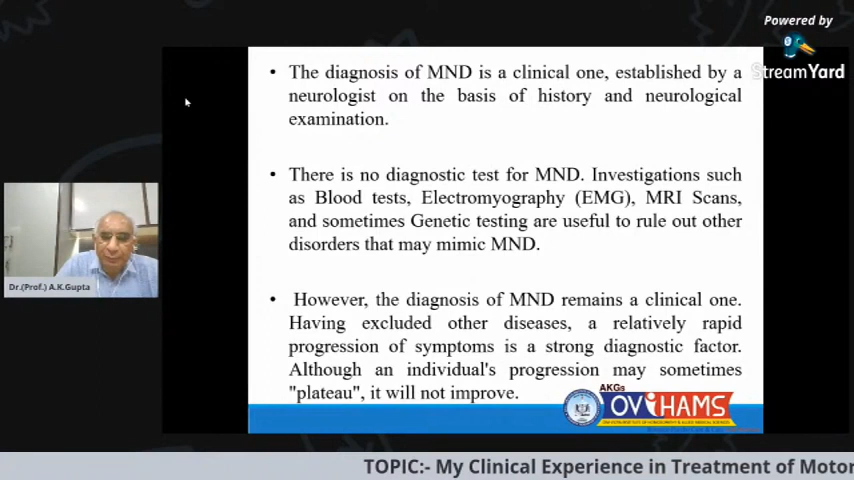 Powered by
StreamYard
• The diagnosis of MND is a clinical one, established by a
neurologist on the basis of history and neurological
examination.
• There is no diagnostic test for MND. Investigations such
as Blood tests, Electromyography (EMG), MRI Scans,
and sometimes Genetic testing are useful to rule out other
disorders that may mimic MND.
• However, the diagnosis of MND remains a clinical one.
Having excluded other diseases, a relatively rapid
progression of symptoms is a strong diagnostic factor.
Although an individual's progression may sometimes
"plateau", it will not improve.
Dr.(Prof.) A.K.Gupta
AKGs
OViHAMS
TOPIC:- My Clinical Experience in Treatment of Motor